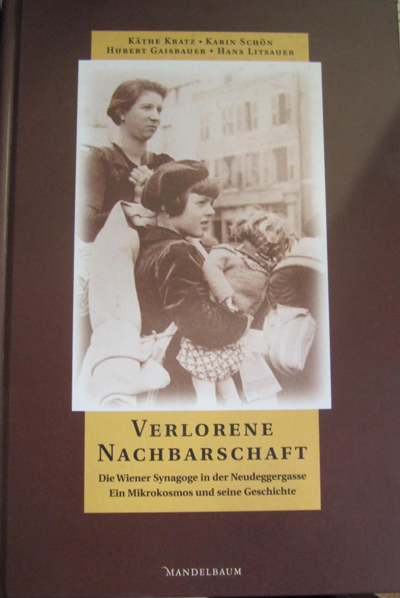 Käthe Kratz • Karin Schön
Hubert Gaisbauer • Hans Litsauer
Verlorene
Nachbarschaft
Die Wiener Synagoge in der Neudeggergasse
Ein Mikrokosmos und seine Geschichte
Mandelbaum